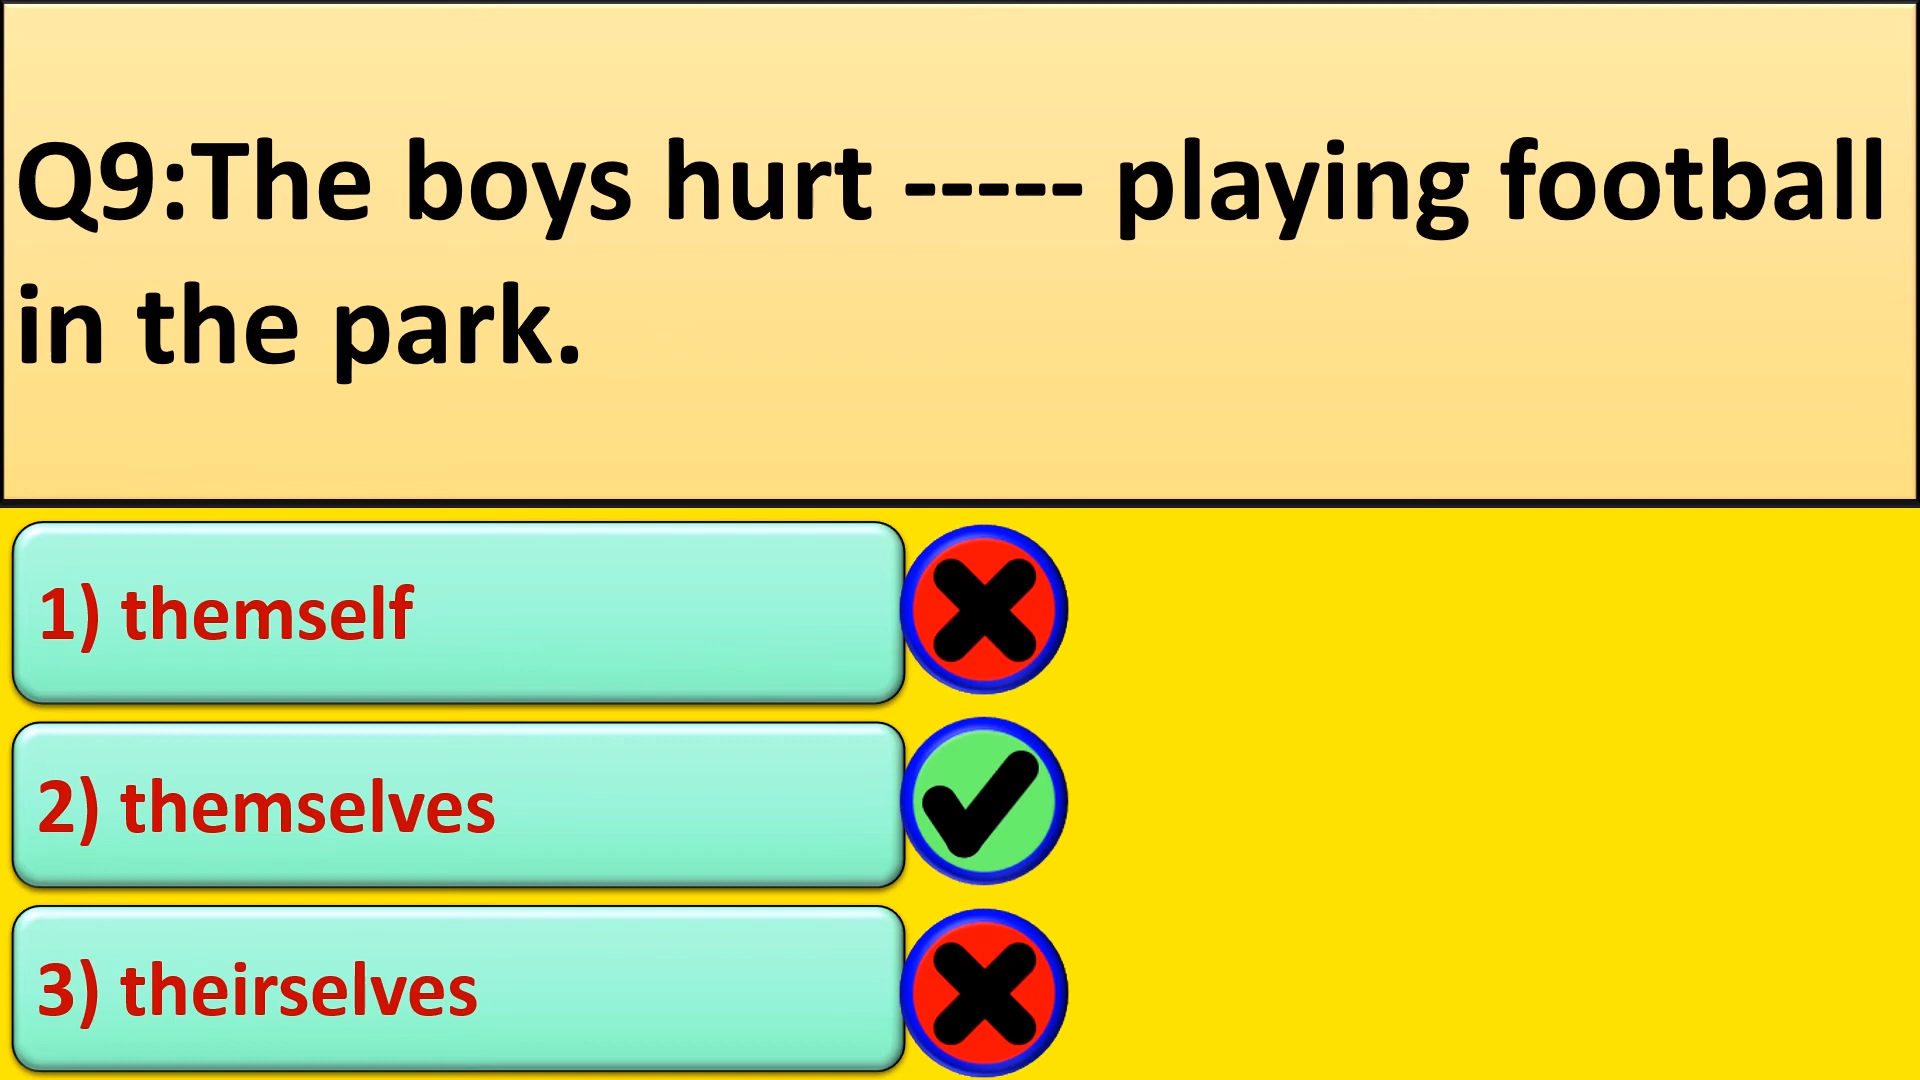 Q9:The boys hurt ----- playing football
in the park.
1) themself
2) themselves
3) theirselves